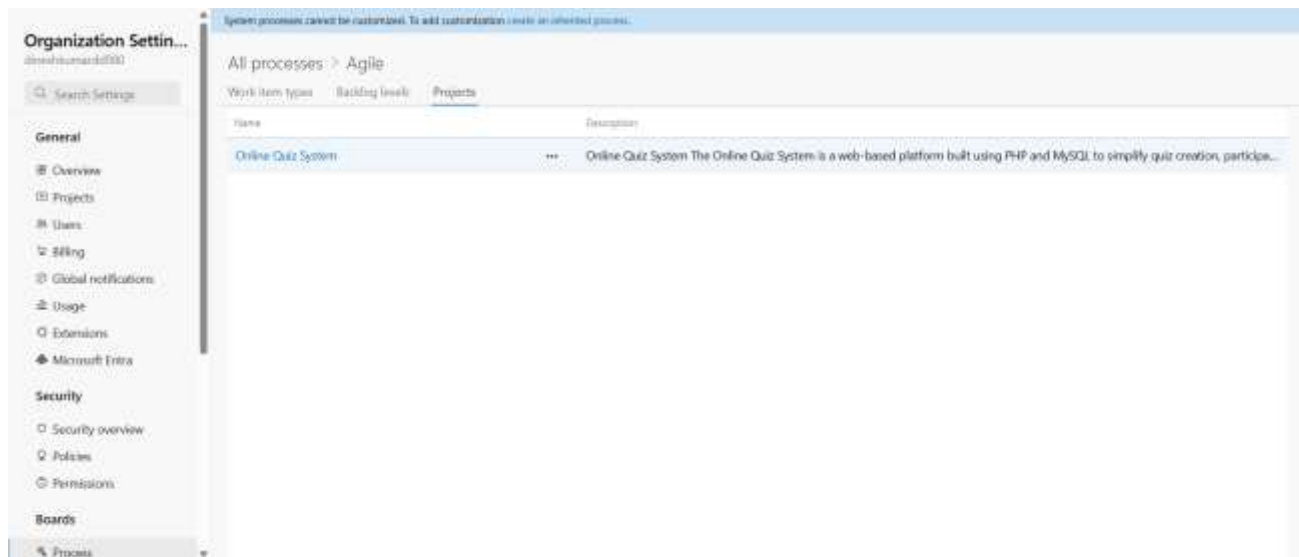 System processes cannot be customized. To add customization create an inherited process.
Organization Settin...
Search Settings
General
Overview
Projects
Users
Billing
Global notifications
Usage
Extensions
Microsoft Entra
Security
Security overview
Policies
Permissions
Boards
Process
All processes > Agile
Work item types Backlog levels Projects
Name Description
Online Quiz System ... Online Quiz System The Online Quiz System is a web-based platform built using PHP and MySQL to simplify quiz creation, participa...